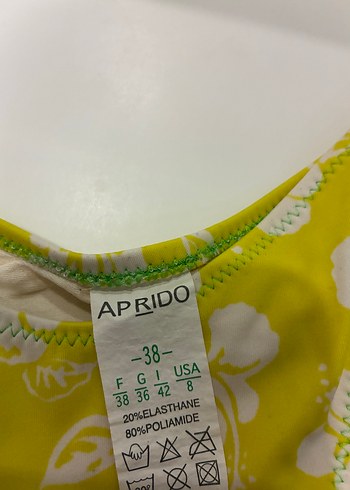 APRIDO
-38-
F G I USA
38 36 42 8
20%ELASTHANE
80%POLIAMIDE